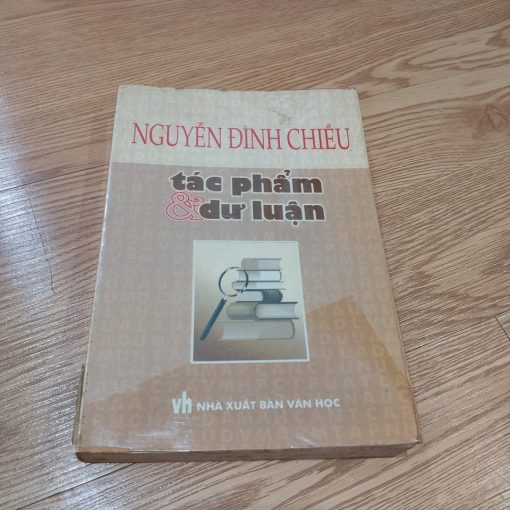 NGUYỄN ĐÌNH CHIỂU
tác phẩm
& dư luận
vh NHÀ XUẤT BẢN VĂN HỌC